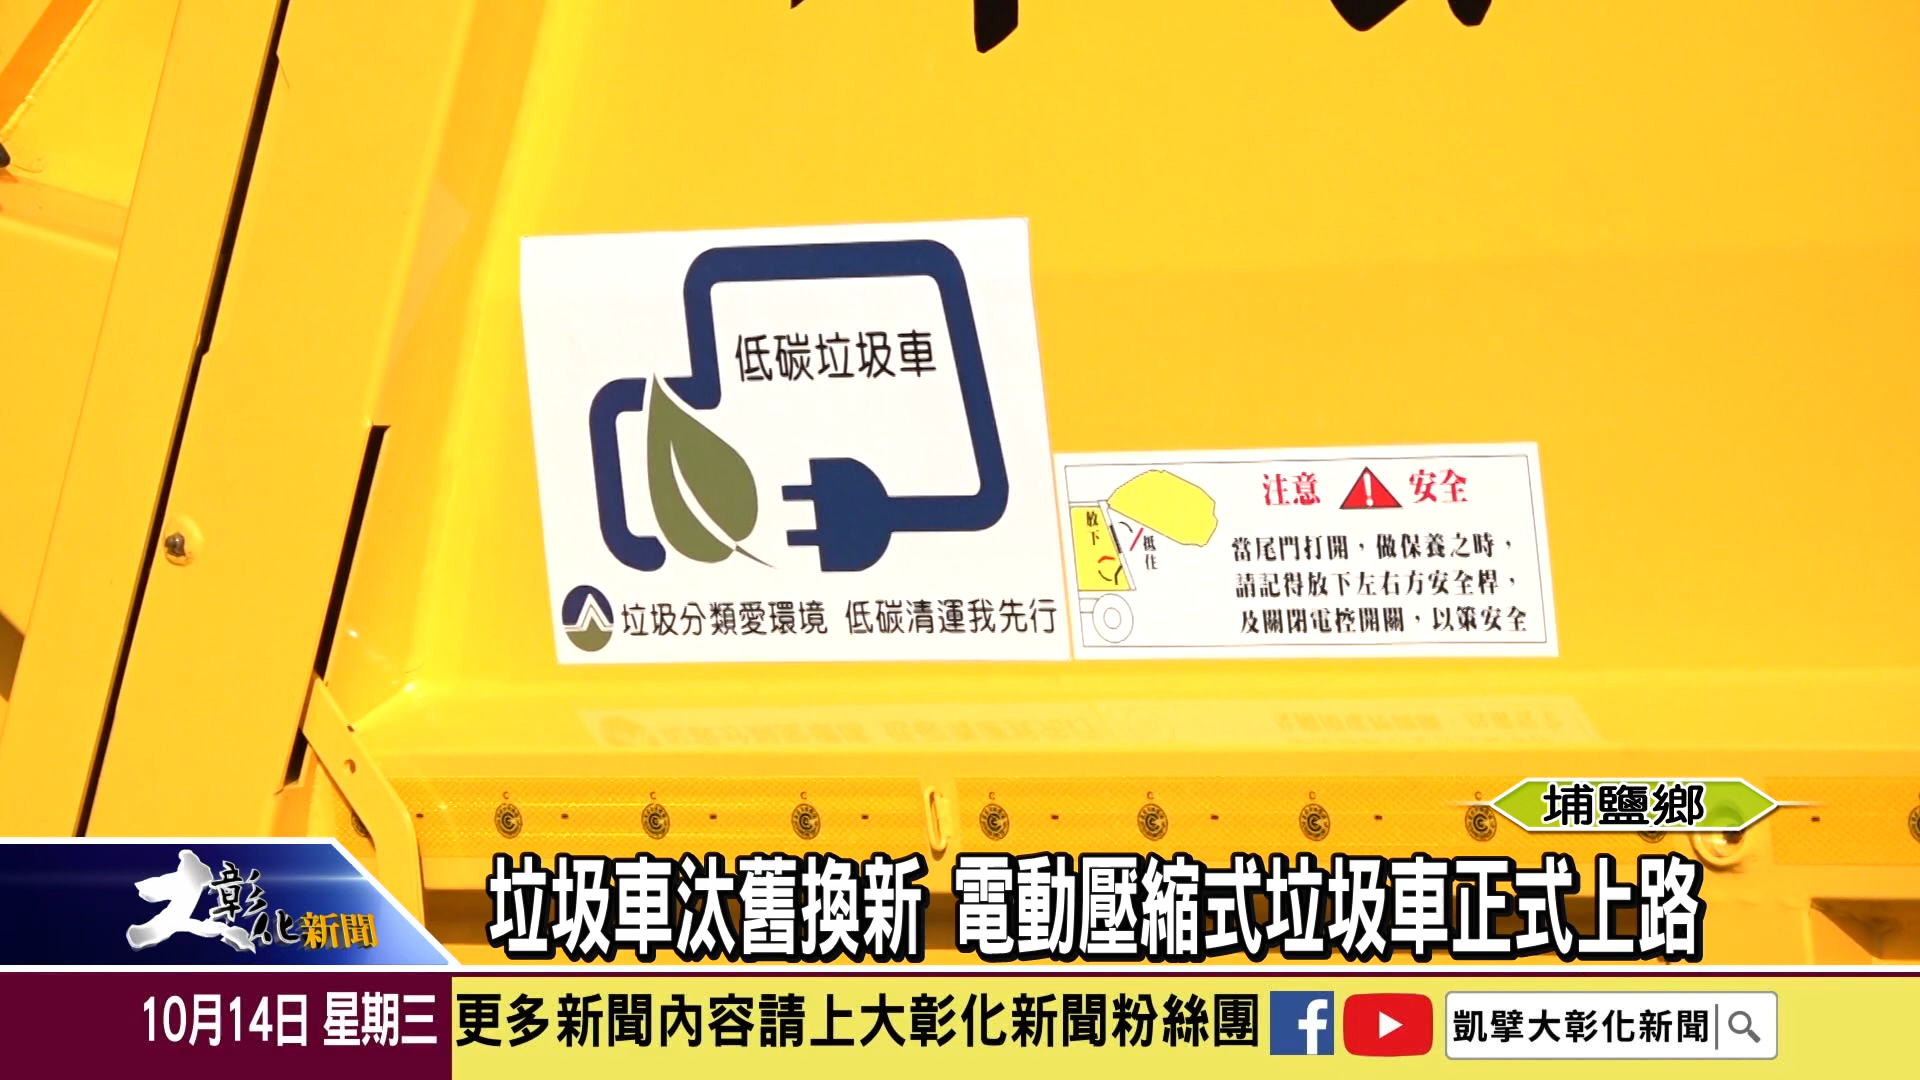 低碳垃圾車
垃圾分類愛環境 低碳清運我先行
注意 安全
放下
抵住
當尾門打開，做保養之時，
請記得放下左右方安全桿，
及關閉電控開關，以策安全
埔鹽鄉
大彰化新聞
垃圾車汰舊換新 電動壓縮式垃圾車正式上路
10月14日 星期三
更多新聞內容請上大彰化新聞粉絲團
凱擘大彰化新聞